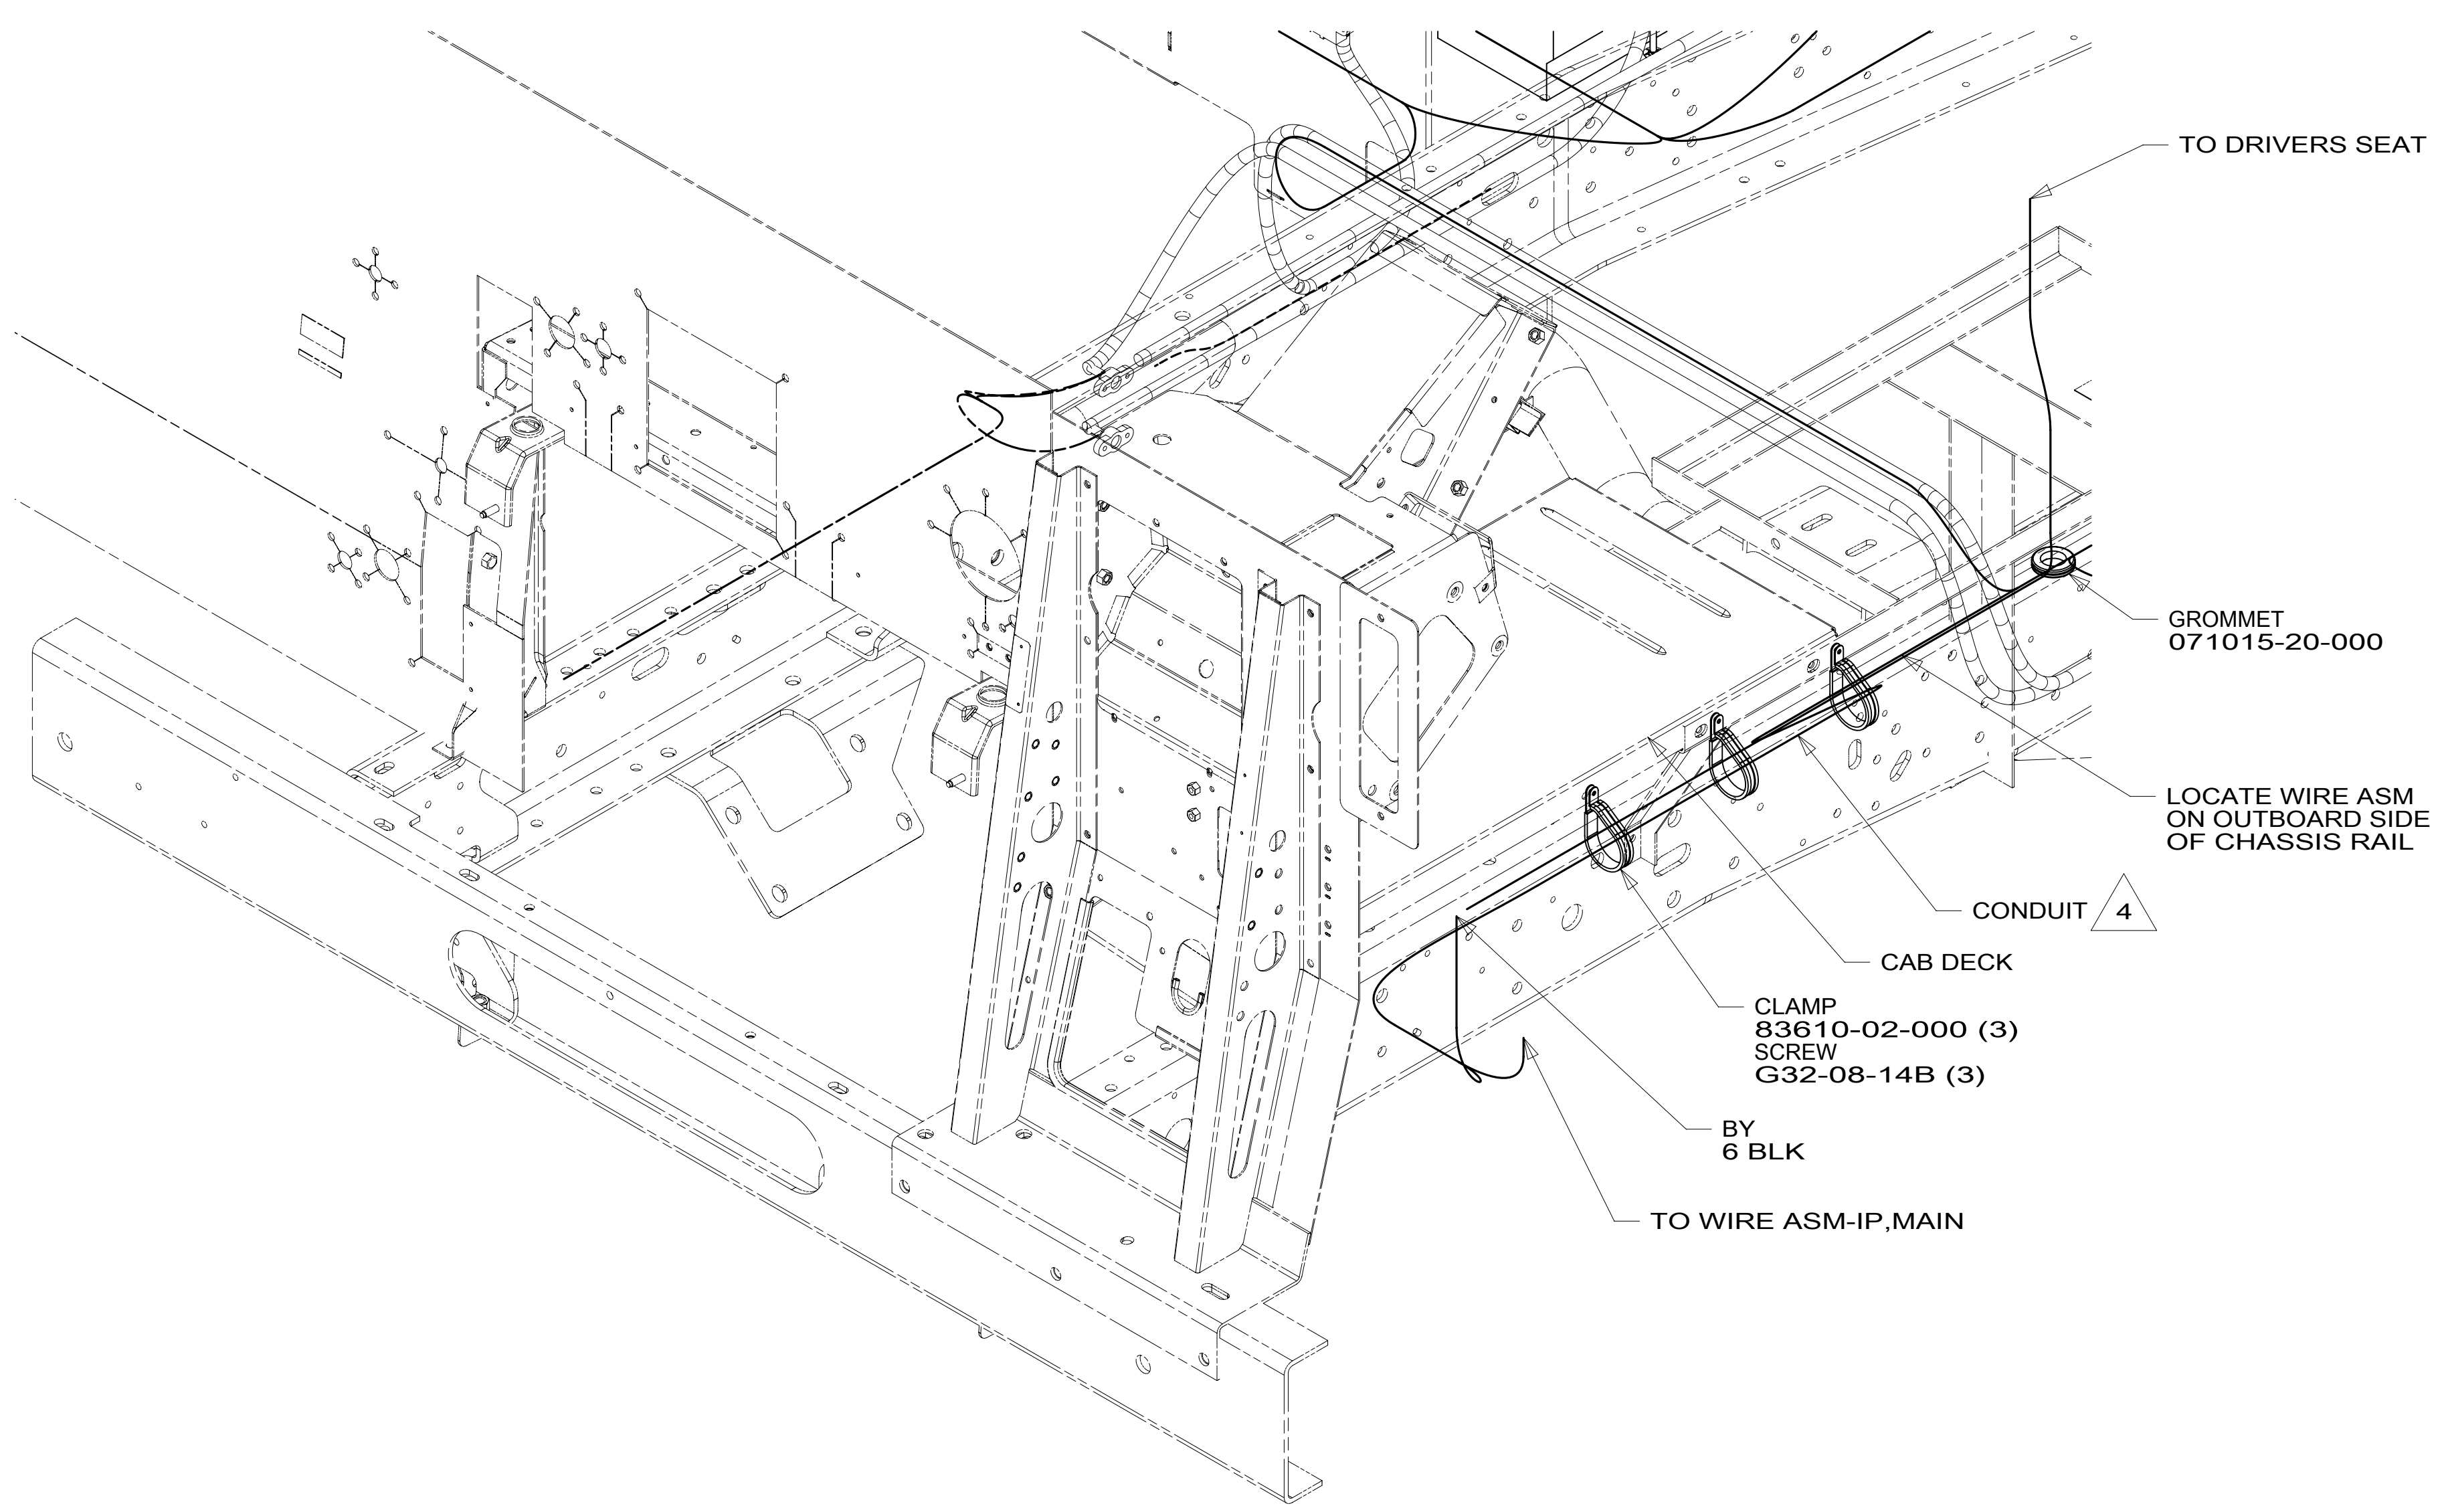 TO DRIVERS SEAT
GROMMET
071015-20-000
LOCATE WIRE ASM
ON OUTBOARD SIDE
OF CHASSIS RAIL
CONDUIT 4
CAB DECK
CLAMP
83610-02-000 (3)
SCREW
G32-08-14B (3)
BY
6 BLK
TO WIRE ASM-IP,MAIN